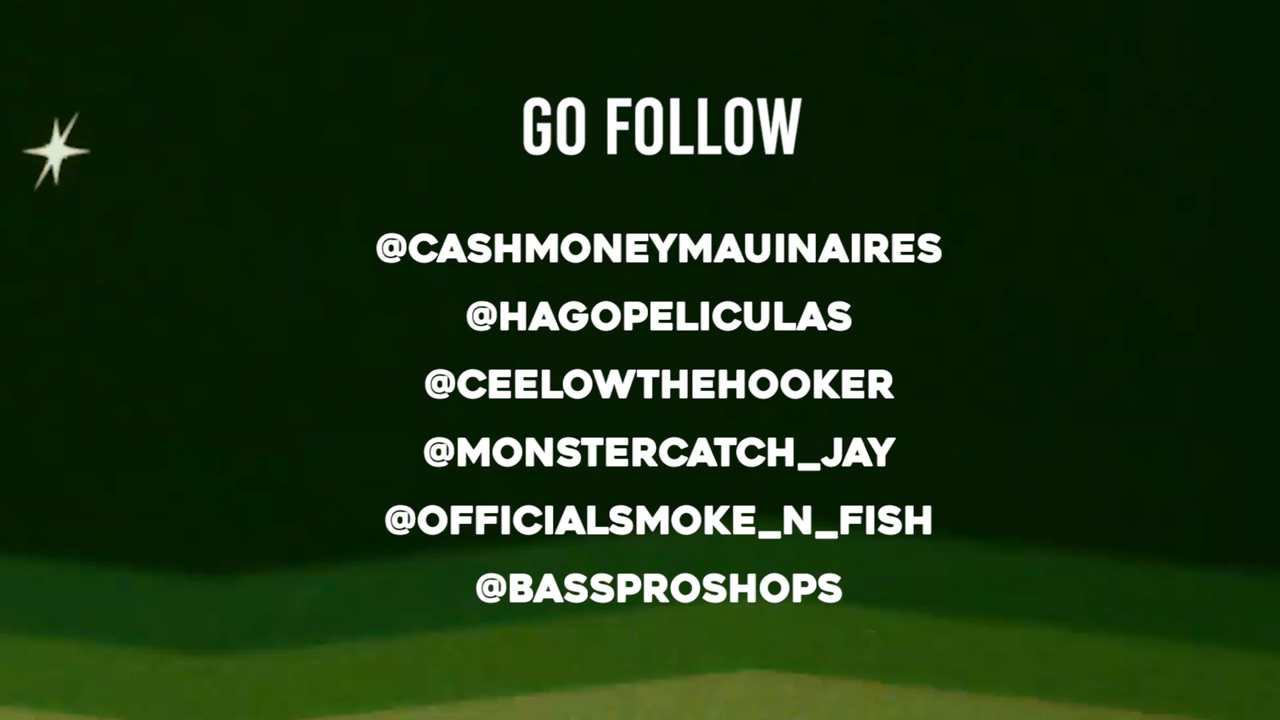 GO FOLLOW
@CASHMONEYMAUINAIRES
@HAGOPELICULAS
@CEELOWTHEHOOKER
@MONSTERCATCH_JAY
@OFFICIALSMOKE_N_FISH
@BASSPROSHOPS